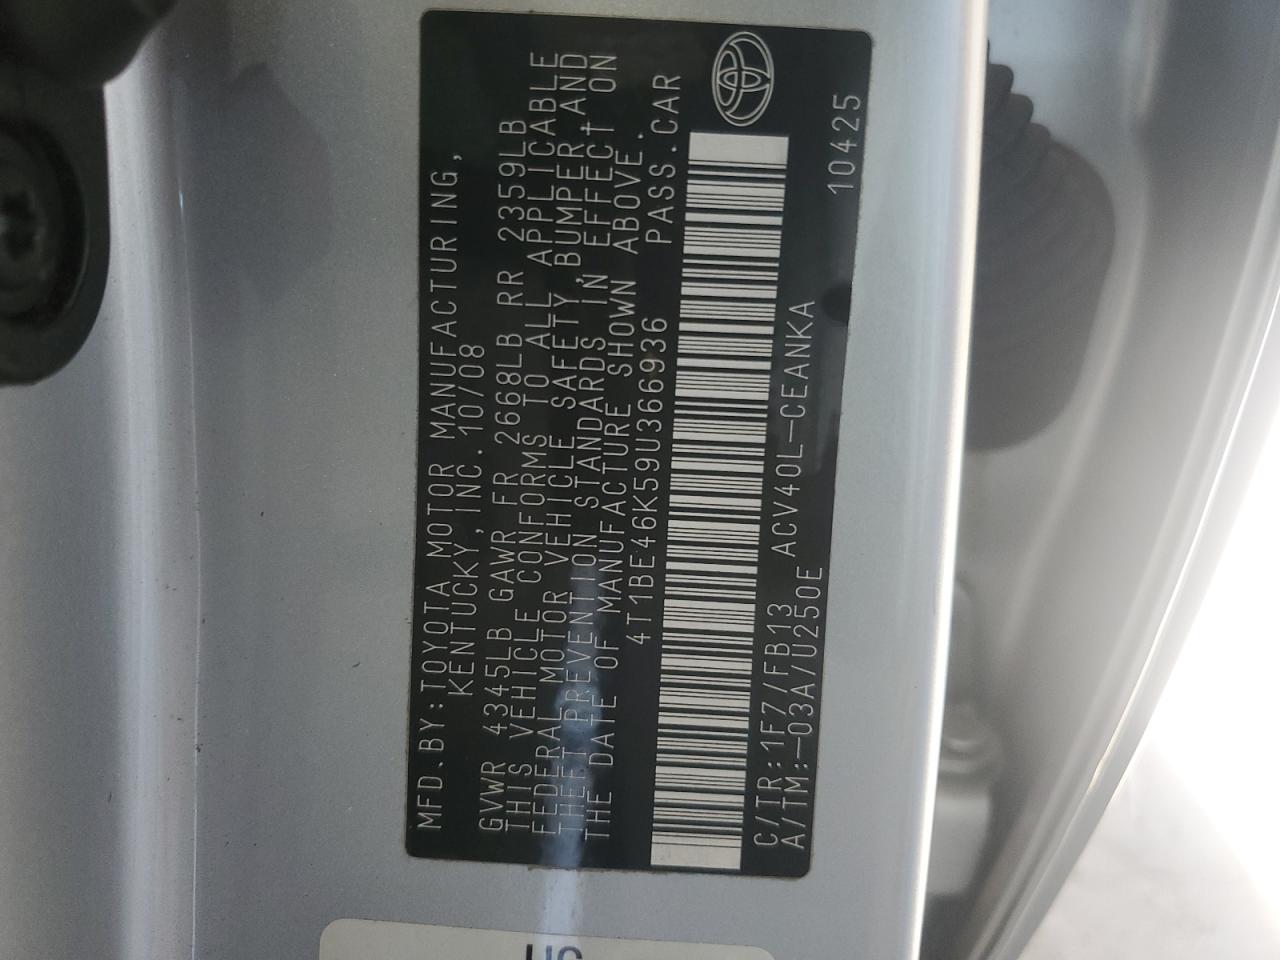 MFD.BY:TOYOTA MOTOR MANUFACTURING,
KENTUCKY,INC. 10/08
GVWR 4345LB GAWR FR 2668LB RR 2359LB
THIS VEHICLE CONFORMS TO ALL APPLICABLE
FEDERAL MOTOR VEHICLE SAFETY,BUMPER,AND
THEFT PREVENTION STANDARDS IN EFFECT ON
THE DATE OF MANUFACTURE SHOWN ABOVE.
4T1BE46K59U366936 PASS.CAR
C/TR:1F7/FB13 ACV40L-CEANKA
A/TM:-03A/U250E 10425